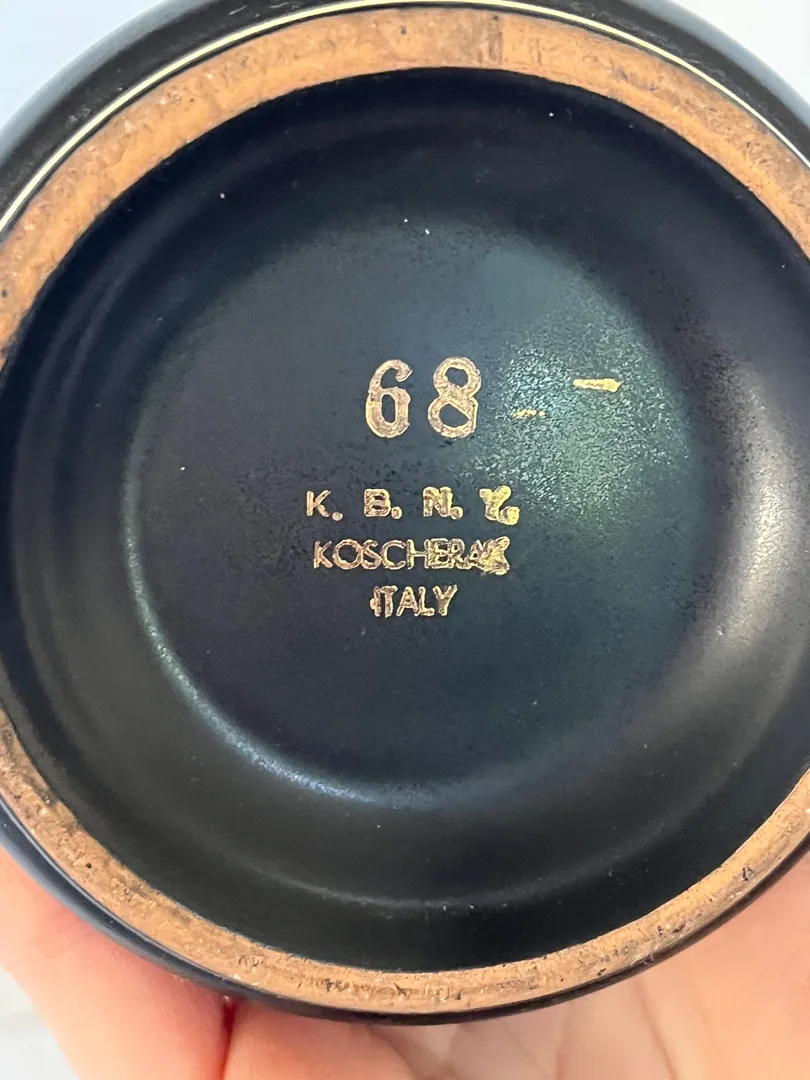 68
K. B. N. Y.
KOSCHERAK
ITALY